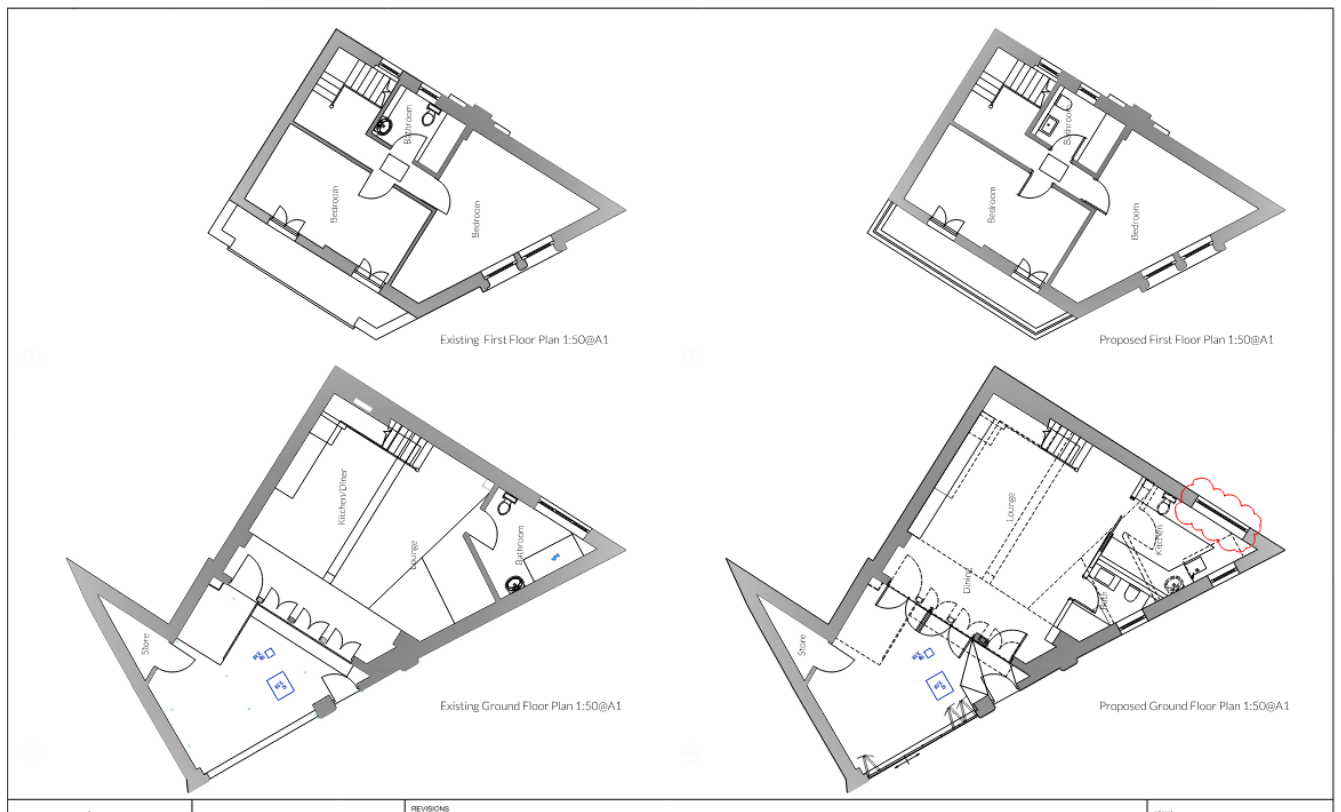 Bathroom
Bedroom
Bedroom
Existing First Floor Plan 1:50@A1
Bathroom
Bedroom
Bedroom
Proposed First Floor Plan 1:50@A1
Kitchen/Diner
Lounge
Bathroom
Store
Existing Ground Floor Plan 1:50@A1
Lounge
Kitchen
Dining
Store
Proposed Ground Floor Plan 1:50@A1
REVISIONS